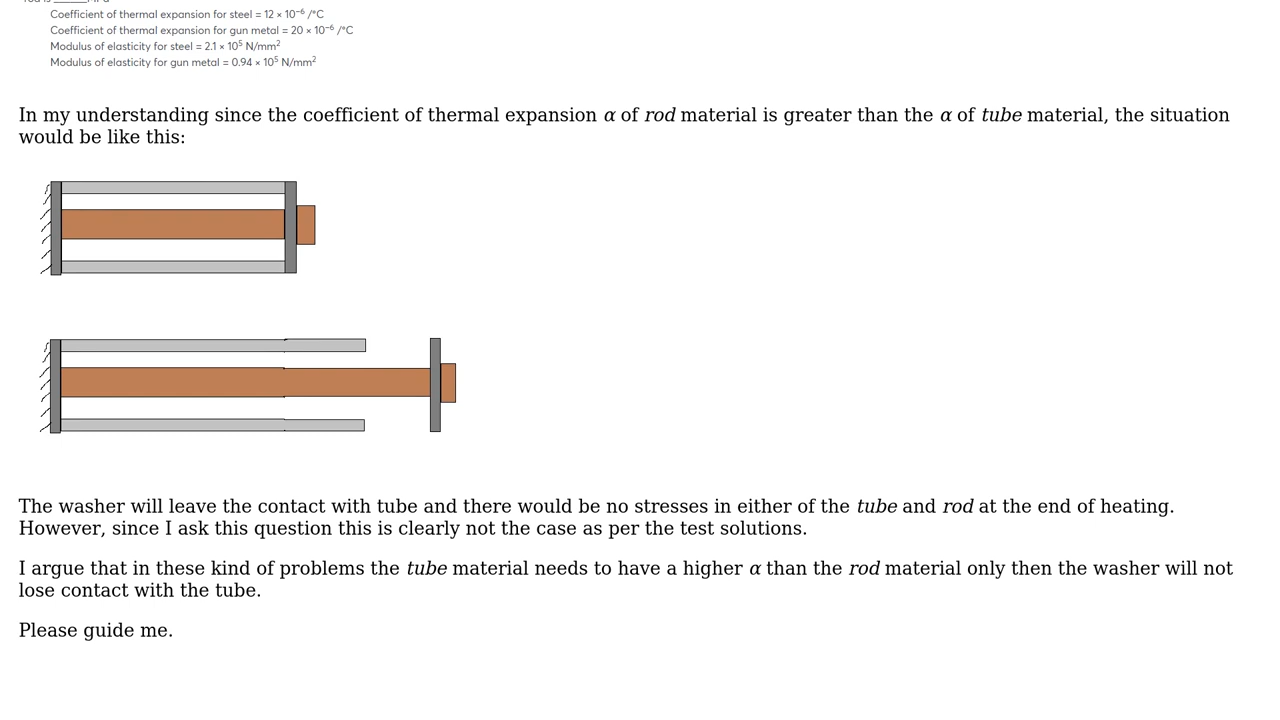 Coefficient of thermal expansion for steel = 12 × 10⁻⁶ /°C
Coefficient of thermal expansion for gun metal = 20 × 10⁻⁶ /°C
Modulus of elasticity for steel = 2.1 × 10⁵ N/mm²
Modulus of elasticity for gun metal = 0.94 × 10⁵ N/mm²
In my understanding since the coefficient of thermal expansion α of rod material is greater than the α of tube material, the situation
would be like this:
The washer will leave the contact with tube and there would be no stresses in either of the tube and rod at the end of heating.
However, since I ask this question this is clearly not the case as per the test solutions.
I argue that in these kind of problems the tube material needs to have a higher α than the rod material only then the washer will not
lose contact with the tube.
Please guide me.